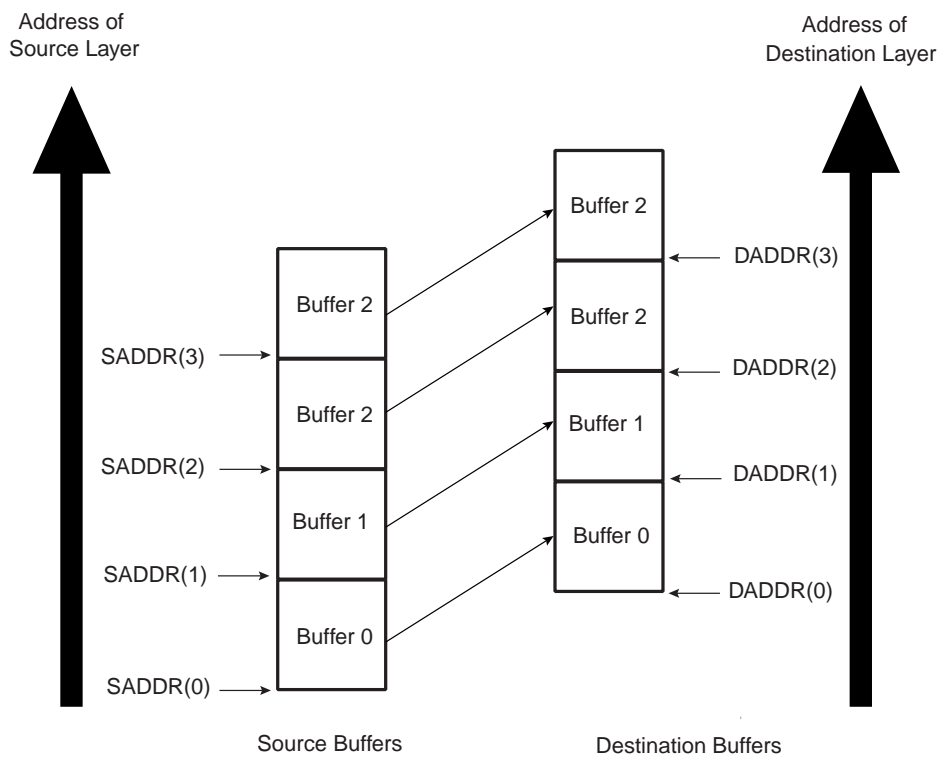 Address of
Source Layer
Address of
Destination Layer
Buffer 2
DADDR(3)
Buffer 2
Buffer 2
SADDR(3)
DADDR(2)
Buffer 2
Buffer 1
SADDR(2)
DADDR(1)
Buffer 1
Buffer 0
SADDR(1)
DADDR(0)
Buffer 0
SADDR(0)
Source Buffers
Destination Buffers